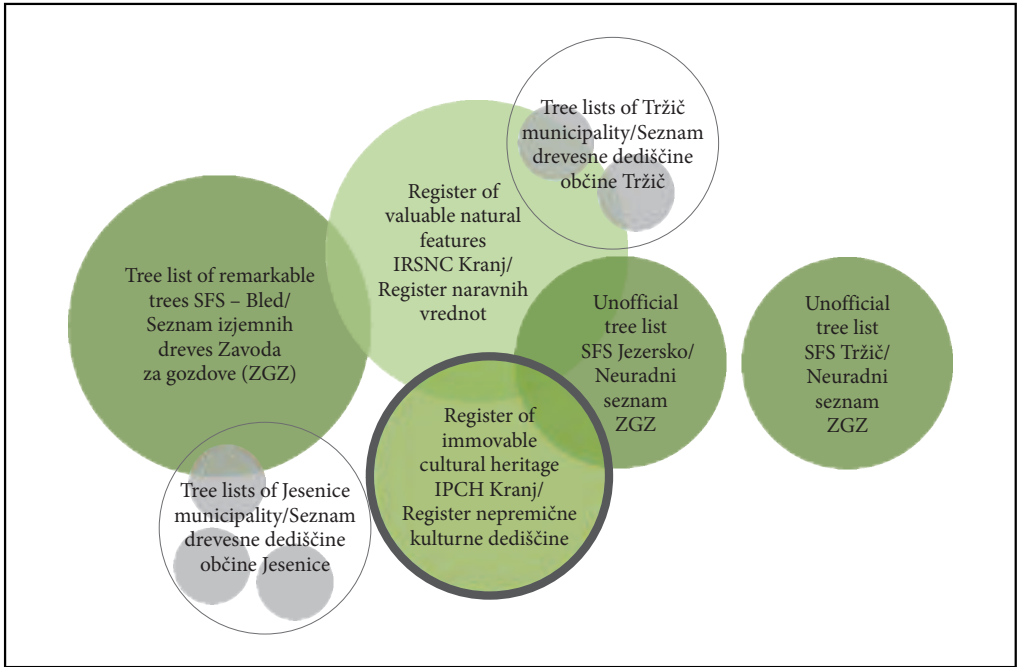 Tree lists of Tržič
municipality/Seznam
drevesne dediščine
občine Tržič
Register of
valuable natural
features
IRSNC Kranj/
Register naravnih
vrednot
Tree list of remarkable
trees SFS – Bled/
Seznam izjemnih
dreves Zavoda
za gozdove (ZGZ)
Unofficial
tree list
SFS Jezersko/
Neuradni
seznam
ZGZ
Unofficial
tree list
SFS Tržič/
Neuradni
seznam
ZGZ
Register of
immovable
cultural heritage
IPCH Kranj/
Register nepremične
kulturne dediščine
Tree lists of Jesenice
municipality/Seznam
drevesne dediščine
občine Jesenice